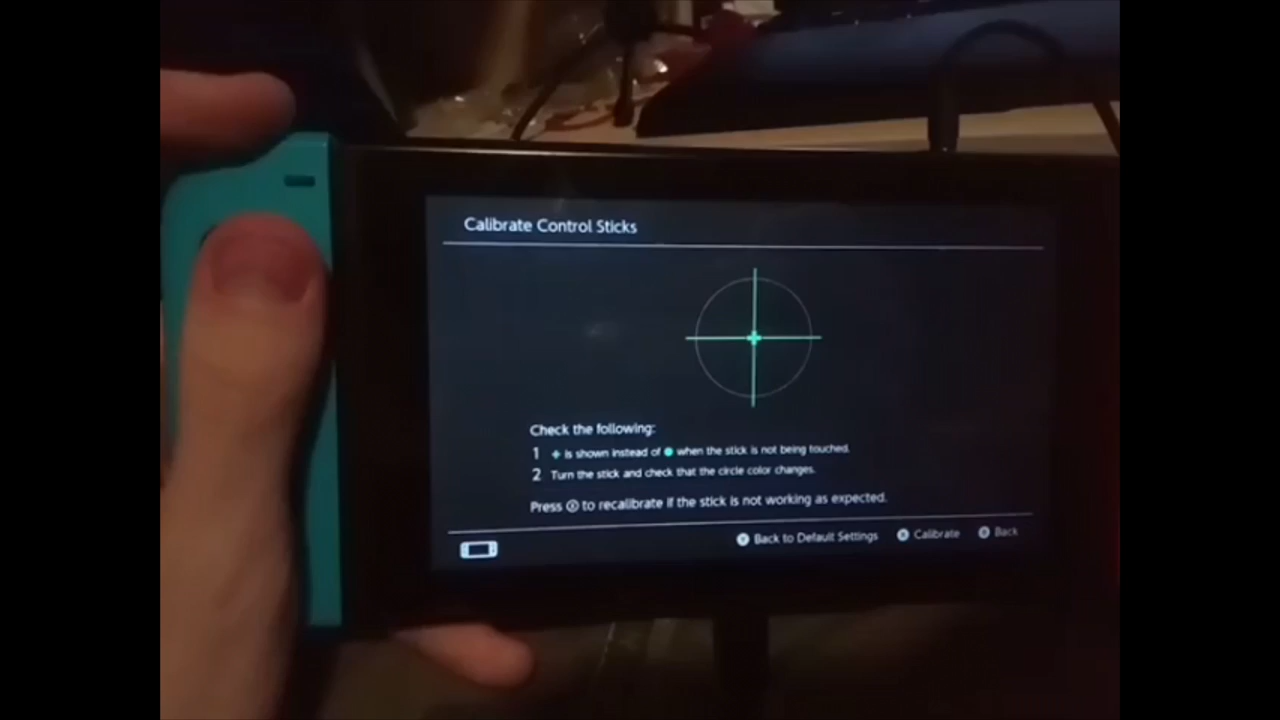 Calibrate Control Sticks
Check the following:
1 + is shown instead of ● when the stick is not being touched.
2 Turn the stick and check that the circle color changes.
Press Ⓧ to recalibrate if the stick is not working as expected.
Back to Default Settings Calibrate Back